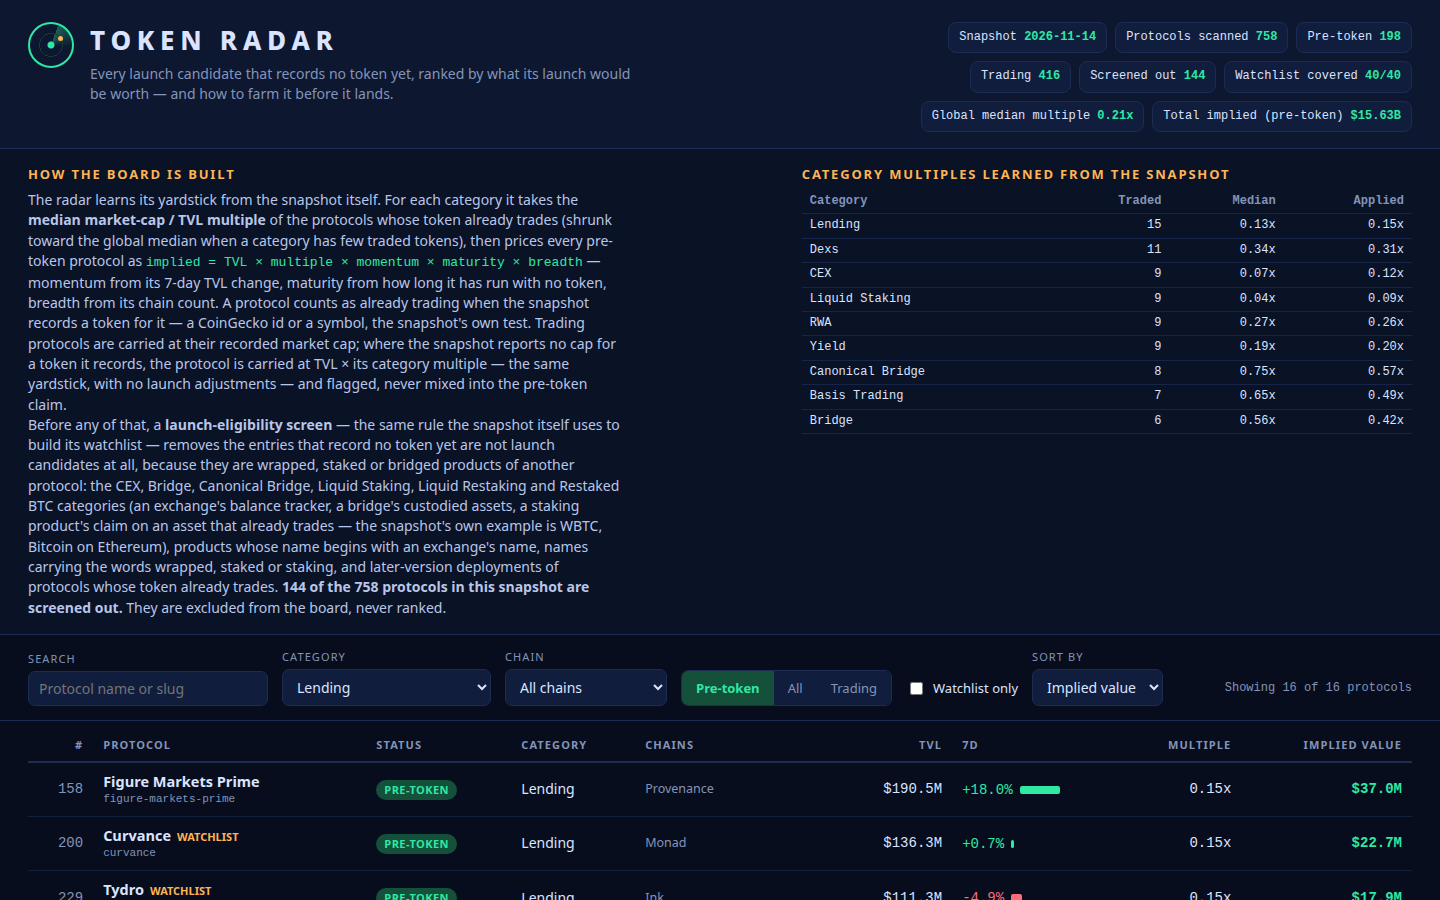 TOKEN RADAR
Every launch candidate that records no token yet, ranked by what its launch would
be worth — and how to farm it before it lands.
Snapshot 2026-11-14
Protocols scanned 758
Pre-token 198
Trading 416
Screened out 144
Watchlist covered 40/40
Global median multiple 0.21x
Total implied (pre-token) $15.63B
HOW THE BOARD IS BUILT
The radar learns its yardstick from the snapshot itself. For each category it takes the
median market-cap / TVL multiple of the protocols whose token already trades (shrunk
toward the global median when a category has few traded tokens), then prices every pre-
token protocol as implied = TVL × multiple × momentum × maturity × breadth —
momentum from its 7-day TVL change, maturity from how long it has run with no token,
breadth from its chain count. A protocol counts as already trading when the snapshot
records a token for it — a CoinGecko id or a symbol, the snapshot's own test. Trading
protocols are carried at their recorded market cap; where the snapshot reports no cap for
a token it records, the protocol is carried at TVL × its category multiple — the same
yardstick, with no launch adjustments — and flagged, never mixed into the pre-token
claim.
Before any of that, a launch-eligibility screen — the same rule the snapshot itself uses to
build its watchlist — removes the entries that record no token yet are not launch
candidates at all, because they are wrapped, staked or bridged products of another
protocol: the CEX, Bridge, Canonical Bridge, Liquid Staking, Liquid Restaking and Restaked
BTC categories (an exchange's balance tracker, a bridge's custodied assets, a staking
product's claim on an asset that already trades — the snapshot's own example is WBTC,
Bitcoin on Ethereum), products whose name begins with an exchange's name, names
carrying the words wrapped, staked or staking, and later-version deployments of
protocols whose token already trades. 144 of the 758 protocols in this snapshot are
screened out. They are excluded from the board, never ranked.
CATEGORY MULTIPLES LEARNED FROM THE SNAPSHOT
Category Traded Median Applied
Lending 15 0.13x 0.15x
Dexs 11 0.34x 0.31x
CEX 9 0.07x 0.12x
Liquid Staking 9 0.04x 0.09x
RWA 9 0.27x 0.26x
Yield 9 0.19x 0.20x
Canonical Bridge 8 0.75x 0.57x
Basis Trading 7 0.65x 0.49x
Bridge 6 0.56x 0.42x
SEARCH
Protocol name or slug
CATEGORY
Lending
CHAIN
All chains
Pre-token All Trading
Watchlist only
SORT BY
Implied value
Showing 16 of 16 protocols
# PROTOCOL STATUS CATEGORY CHAINS TVL 7D MULTIPLE IMPLIED VALUE
158 Figure Markets Prime PRE-TOKEN Lending Provenance $190.5M +18.0% 0.15x $37.0M
figure-markets-prime
200 Curvance WATCHLIST PRE-TOKEN Lending Monad $136.3M +0.7% 0.15x $22.7M
curvance
229 Tydro WATCHLIST PRE-TOKEN Lending Ink $111.3M -4.9% 0.15x $17.9M